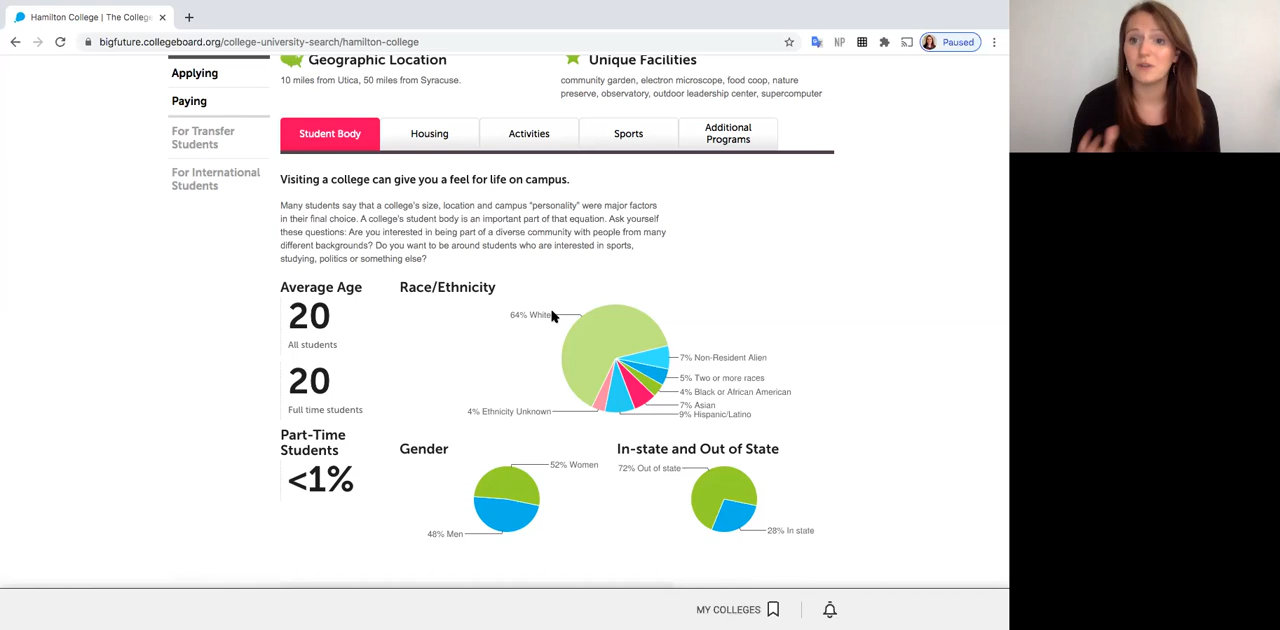 Hamilton College | The College
bigfuture.collegeboard.org/college-university-search/hamilton-college
NP
Paused
Applying
Paying
For Transfer
Students
For International
Students
Geographic Location
10 miles from Utica, 50 miles from Syracuse.
Unique Facilities
community garden, electron microscope, food coop, nature
preserve, observatory, outdoor leadership center, supercomputer
Student Body
Housing
Activities
Sports
Additional
Programs
Visiting a college can give you a feel for life on campus.
Many students say that a college's size, location and campus "personality" were major factors
in their final choice. A college's student body is an important part of that equation. Ask yourself
these questions: Are you interested in being part of a diverse community with people from many
different backgrounds? Do you want to be around students who are interested in sports,
studying, politics or something else?
Average Age
20
All students
20
Full time students
Part-Time
Students
<1%
Race/Ethnicity
64% White
7% Non-Resident Alien
5% Two or more races
4% Black or African American
7% Asian
9% Hispanic/Latino
4% Ethnicity Unknown
Gender
52% Women
48% Men
In-state and Out of State
72% Out of state
28% In state
MY COLLEGES